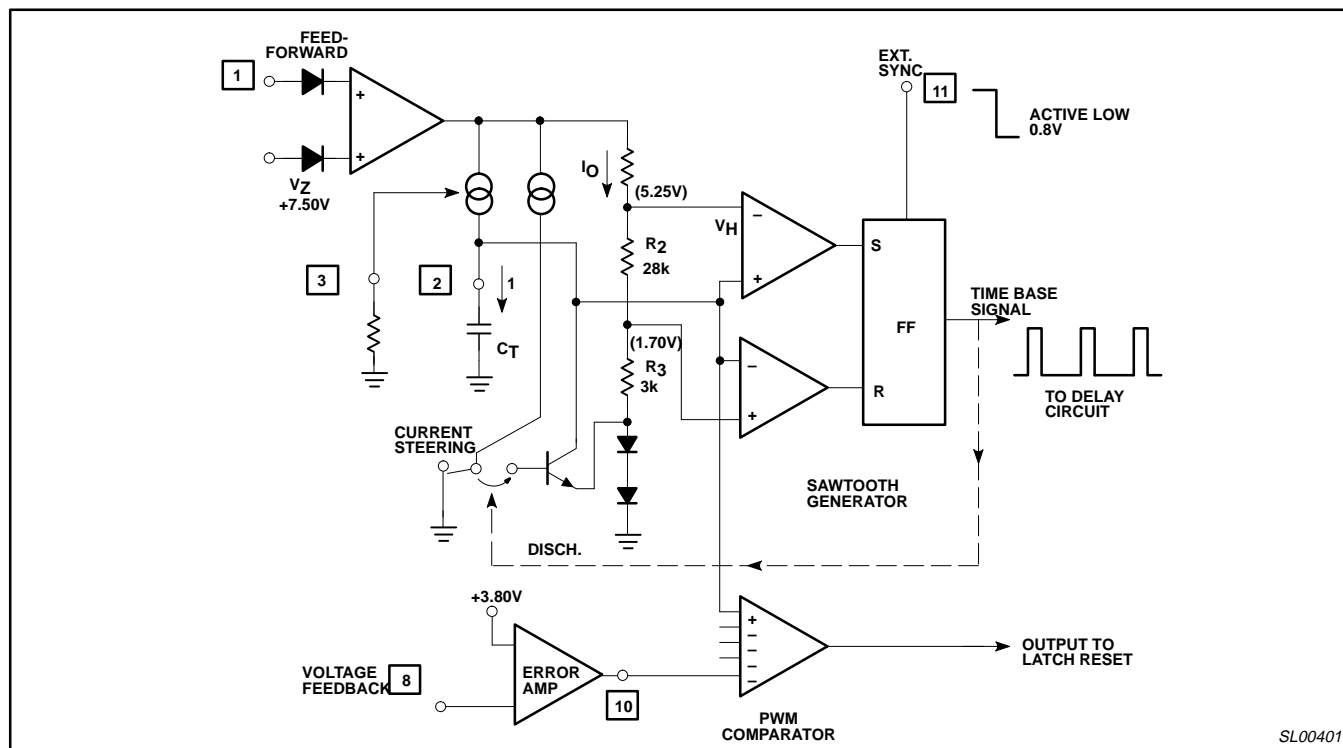 FEED-
FORWARD
1
+
+
VZ
+7.50V
EXT.
SYNC
11
ACTIVE LOW
0.8V
IO
(5.25V)
VH
−
+
S
R2
28k
3
2
1
CT
(1.70V)
R3
3k
−
+
FF
R
TIME BASE
SIGNAL
TO DELAY
CIRCUIT
CURRENT
STEERING
SAWTOOTH
GENERATOR
DISCH.
+3.80V
VOLTAGE
FEEDBACK
8
ERROR
AMP
10
+
−
−
−
−
PWM
COMPARATOR
OUTPUT TO
LATCH RESET
SL00401